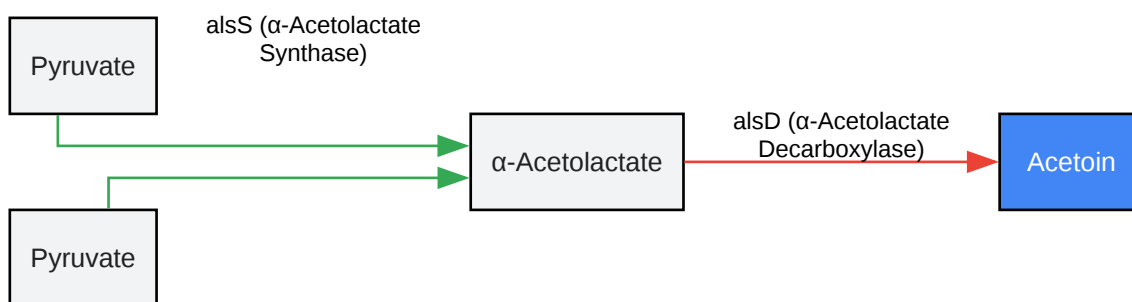 alsS (α-Acetolactate
Synthase)
Pyruvate
alsD (α-Acetolactate
Decarboxylase)
α-Acetolactate
Acetoin
Pyruvate